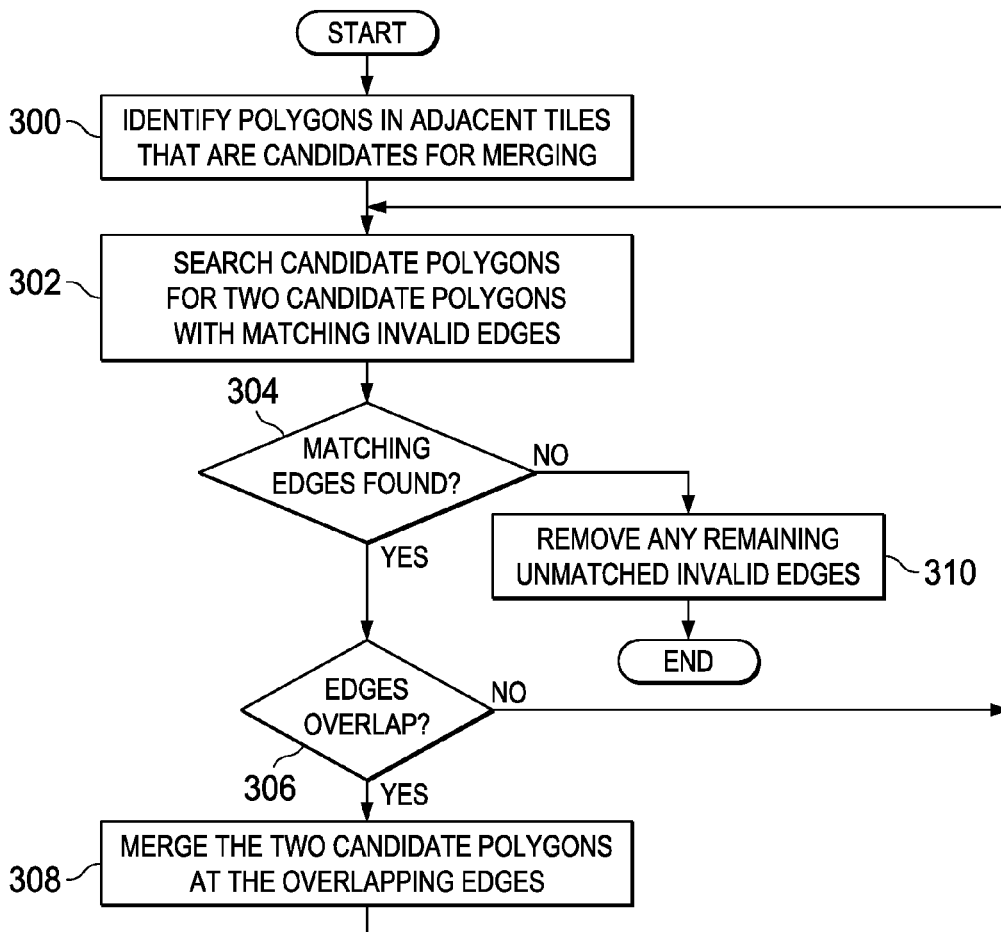 START
300
IDENTIFY POLYGONS IN ADJACENT TILES
THAT ARE CANDIDATES FOR MERGING
302
SEARCH CANDIDATE POLYGONS
FOR TWO CANDIDATE POLYGONS
WITH MATCHING INVALID EDGES
304
MATCHING
EDGES FOUND?
NO
YES
REMOVE ANY REMAINING
UNMATCHED INVALID EDGES
310
END
EDGES
OVERLAP?
NO
306
YES
308
MERGE THE TWO CANDIDATE POLYGONS
AT THE OVERLAPPING EDGES